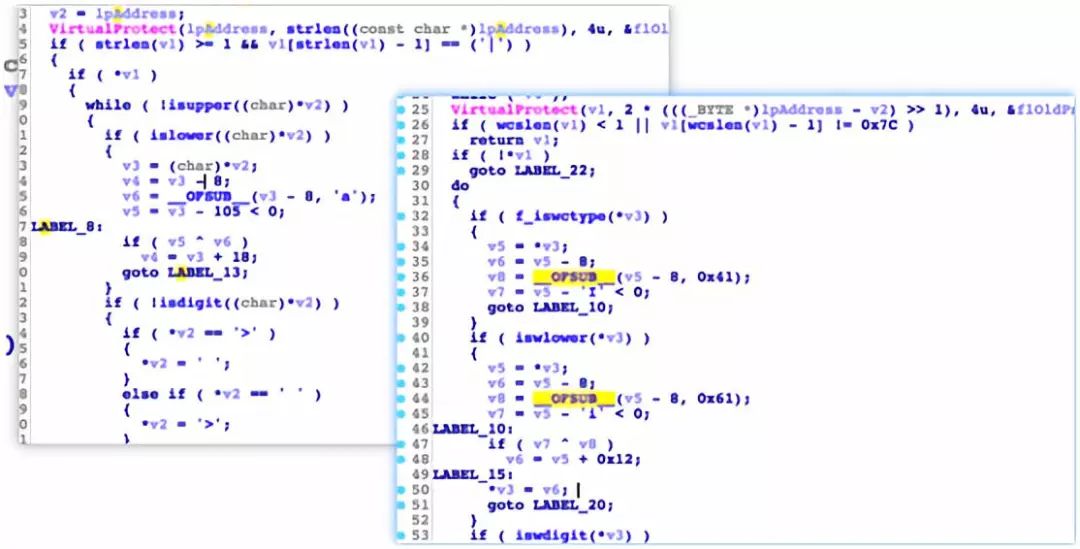 3 v2 = lpAddress;
4 VirtualProtect(lpAddress, strlen((const char *)lpAddress), 4u, &flOl
5 if ( strlen(v1) >= 1 && v1[strlen(v1) - 1] == ('|') )
6 {
7 if ( *v1 )
8 {
9 while ( !isupper((char)*v2) )
0 {
1 if ( islower((char)*v2) )
2 {
3 v3 = (char)*v2;
4 v4 = v3 - 8;
5 v6 = __OFSUB__(v3 - 8, 'a');
6 v5 = v3 - 105 < 0;
7 LABEL_8:
8 if ( v5 ^ v6 )
9 v4 = v3 + 18;
0 goto LABEL_13;
1 }
2 if ( !isdigit((char)*v2) )
3 {
4 if ( *v2 == '>' )
5 {
6 *v2 = ' ';
7 }
8 else if ( *v2 == ' ' )
9 {
0 *v2 = '>';
1 }
25 VirtualProtect(v1, 2 * (((_BYTE *)lpAddress - v2) >> 1), 4u, &flOldPr
26 if ( wcslen(v1) < 1 || v1[wcslen(v1) - 1] != 0x7C )
27 return v1;
28 if ( !*v1 )
29 goto LABEL_22;
30 do
31 {
32 if ( f_iswctype(*v3) )
33 {
34 v5 = *v3;
35 v6 = v5 - 8;
36 v8 = __OFSUB__(v5 - 8, 0x41);
37 v7 = v5 - 'I' < 0;
38 goto LABEL_10;
39 }
40 if ( iswlower(*v3) )
41 {
42 v5 = *v3;
43 v6 = v5 - 8;
44 v8 = __OFSUB__(v5 - 8, 0x61);
45 v7 = v5 - 'i' < 0;
46 LABEL_10:
47 if ( v7 ^ v8 )
48 v6 = v5 + 0x12;
49 LABEL_15:
50 *v3 = v6;
51 goto LABEL_20;
52 }
53 if ( iswdigit(*v3) )